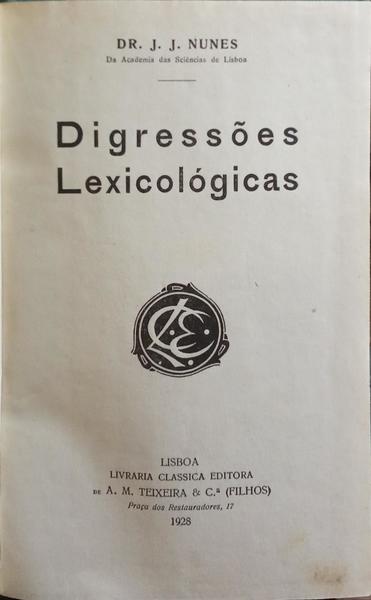 DR. J. J. NUNES
Da Academia das Sciências de Lisboa
Digressões
Lexicológicas
LCE
LISBOA
LIVRARIA CLASSICA EDITORA
DE A. M. TEIXEIRA & C.ª (FILHOS)
Praça dos Restauradores, 17
1928